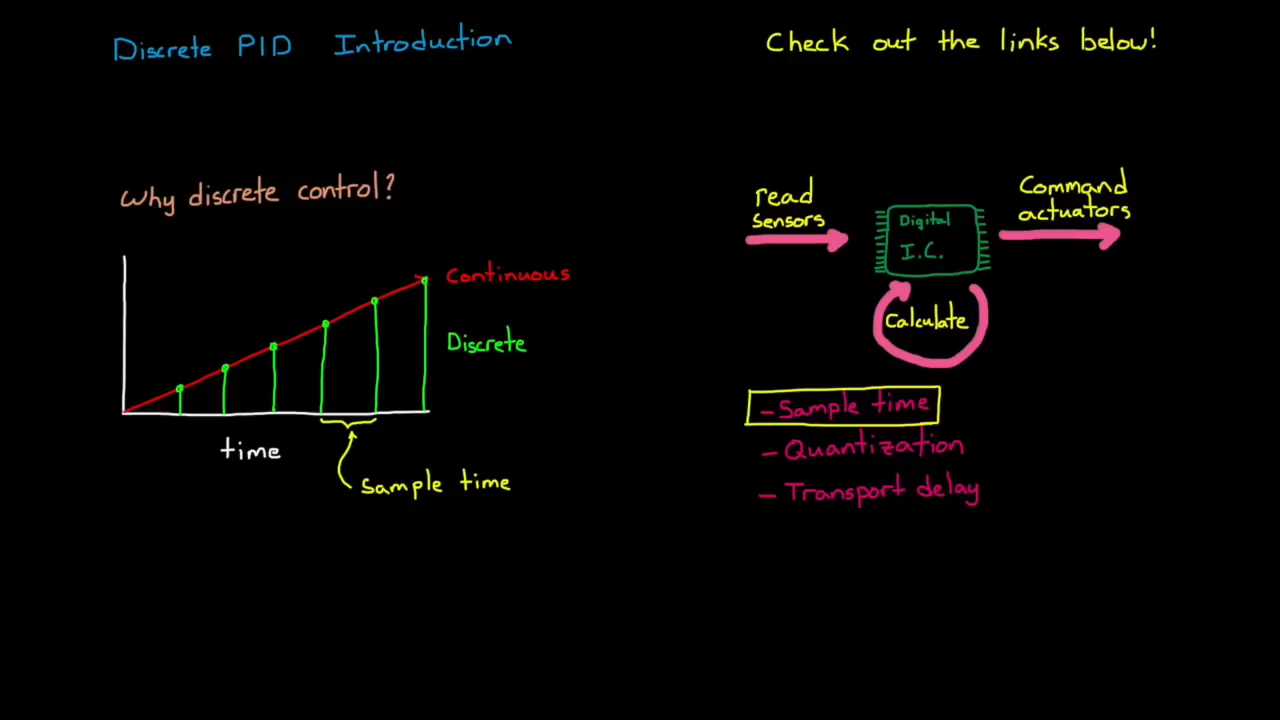 Discrete PID Introduction
Check out the links below!
Why discrete control?
Continuous
Discrete
time
Sample time
read
sensors
Digital
I.C.
Command
actuators
Calculate
- Sample time
- Quantization
- Transport delay